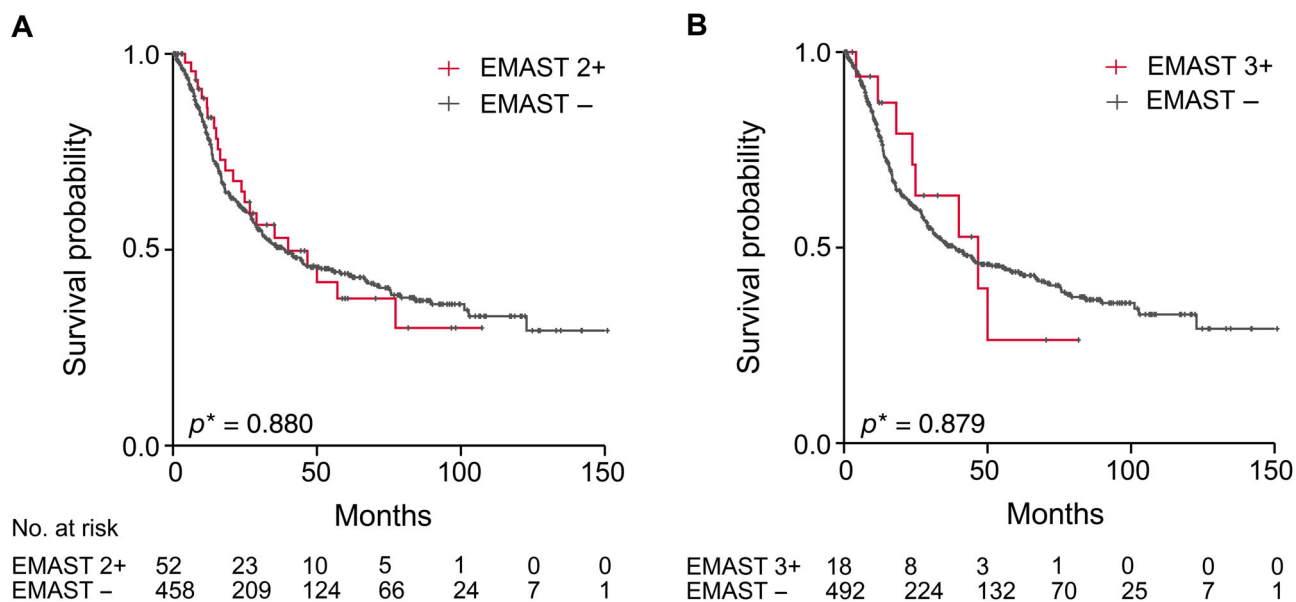 A
1.0
0.5
0.0
Survival probability
EMAST 2+
EMAST –
p* = 0.880
0 50 100 150
Months
No. at risk
EMAST 2+ 52 23 10 5 1 0 0
EMAST – 458 209 124 66 24 7 1
B
1.0
0.5
0.0
Survival probability
EMAST 3+
EMAST –
p* = 0.879
0 50 100 150
Months
EMAST 3+ 18 8 3 1 0 0 0
EMAST – 492 224 132 70 25 7 1